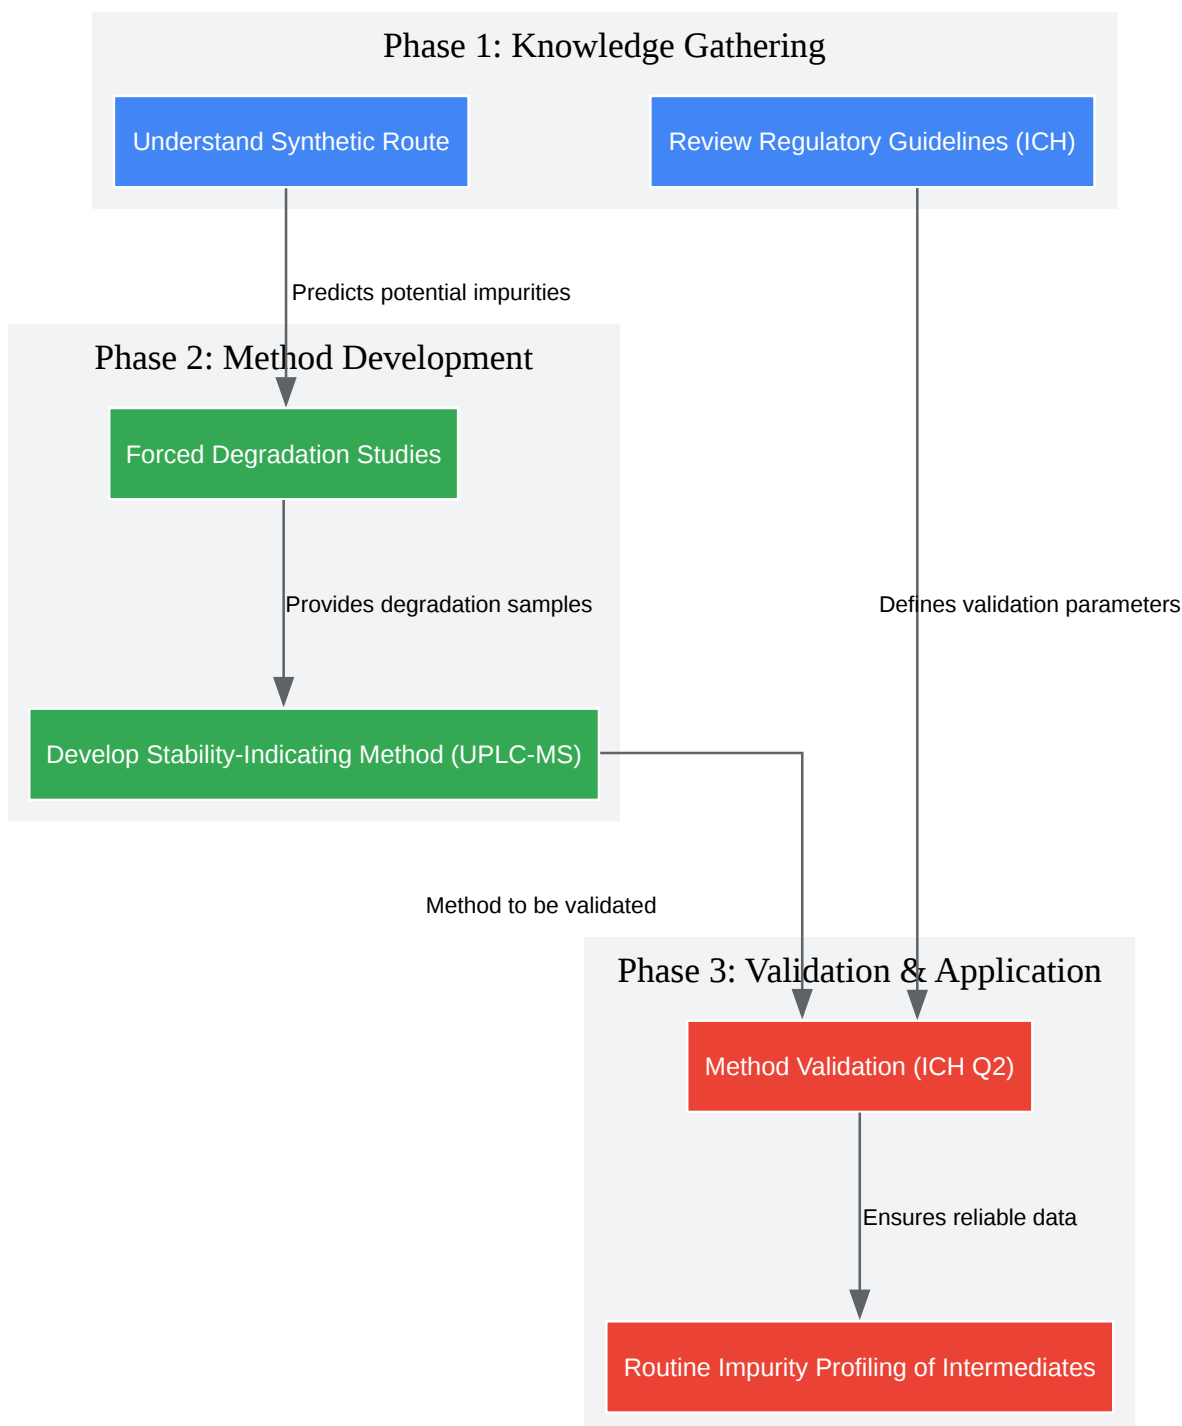 Phase 1: Knowledge Gathering
Understand Synthetic Route
Review Regulatory Guidelines (ICH)
Predicts potential impurities
Phase 2: Method Development
Forced Degradation Studies
Provides degradation samples
Defines validation parameters
Develop Stability-Indicating Method (UPLC-MS)
Method to be validated
Phase 3: Validation & Application
Method Validation (ICH Q2)
Ensures reliable data
Routine Impurity Profiling of Intermediates